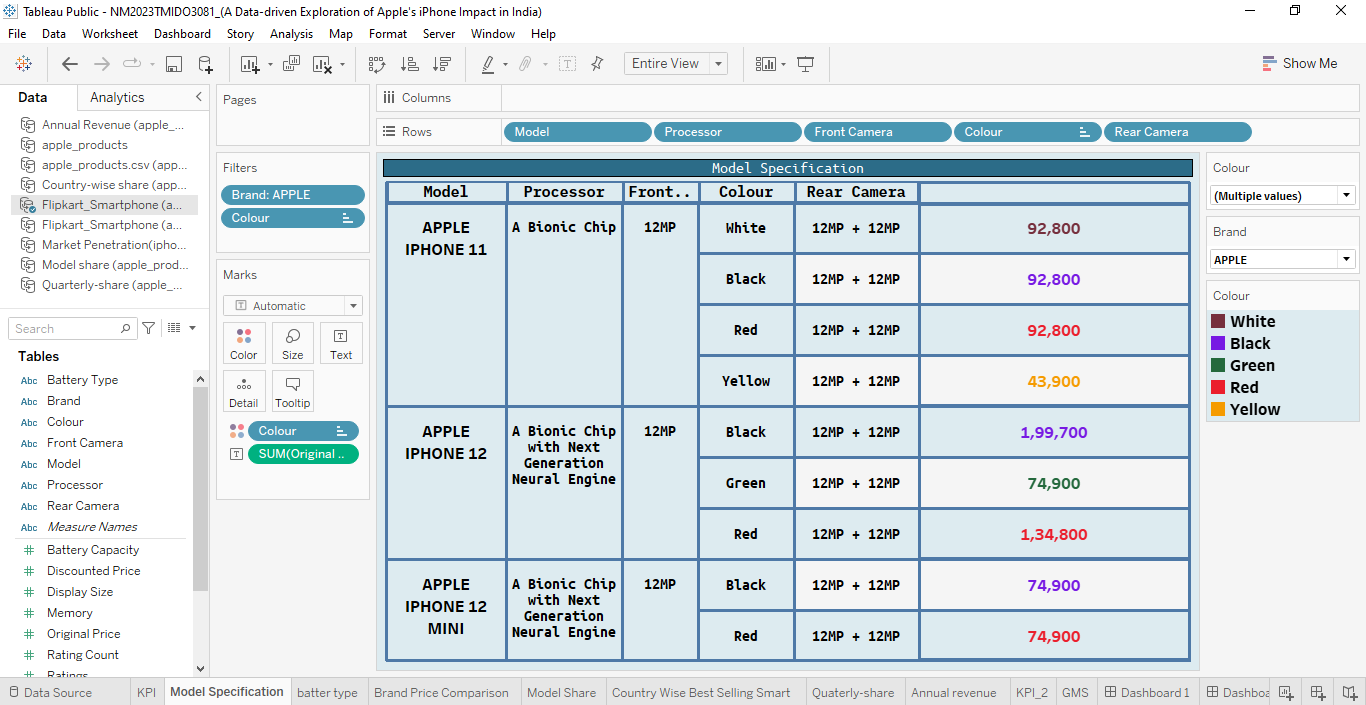 Tableau Public - NM2023TMIDO3081_(A Data-driven Exploration of Apple's iPhone Impact in India)
File Data Worksheet Dashboard Story Analysis Map Format Server Window Help
Entire View
Show Me
Data Analytics
Annual Revenue (apple_...
apple_products
apple_products.csv (app...
Country-wise share (app...
Flipkart_Smartphone (a...
Flipkart_Smartphone (a...
Market Penetration(ipho...
Model share (apple_prod...
Quarterly-share (apple_...
Search
Tables
Abc Battery Type
Abc Brand
Abc Colour
Abc Front Camera
Abc Model
Abc Processor
Abc Rear Camera
Abc Measure Names
# Battery Capacity
# Discounted Price
# Display Size
# Memory
# Original Price
# Rating Count
# Ratings
Pages
Filters
Brand: APPLE
Colour
Marks
T Automatic
Color Size T Text
Detail Tooltip
Colour
T SUM(Original ..
Columns
Rows Model Processor Front Camera Colour Rear Camera
Model Specification
Model Processor Front.. Colour Rear Camera
APPLE
IPHONE 11
A Bionic Chip 12MP White 12MP + 12MP 92,800
Black 12MP + 12MP 92,800
Red 12MP + 12MP 92,800
Yellow 12MP + 12MP 43,900
APPLE
IPHONE 12
A Bionic Chip
with Next
Generation
Neural Engine
12MP Black 12MP + 12MP 1,99,700
Green 12MP + 12MP 74,900
Red 12MP + 12MP 1,34,800
APPLE
IPHONE 12
MINI
A Bionic Chip
with Next
Generation
Neural Engine
12MP Black 12MP + 12MP 74,900
Red 12MP + 12MP 74,900
Colour
(Multiple values)
Brand
APPLE
Colour
White
Black
Green
Red
Yellow
Data Source KPI Model Specification batter type Brand Price Comparison Model Share Country Wise Best Selling Smart Quaterly-share Annual revenue KPI_2 GMS Dashboard 1 Dashboa